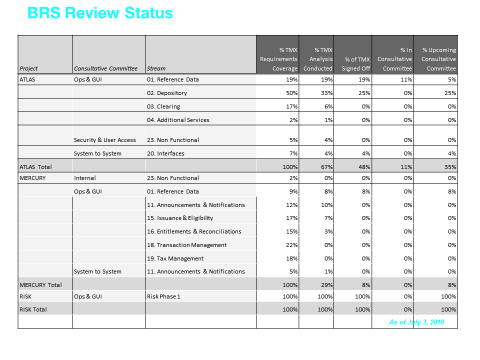 BRS Review Status
% TMX % TMX % In % Upcoming
Requirements Analysis % of TMX Consultative Consultative
Project Consultative Committee Stream Coverage Conducted Signed Off Committee Committee
ATLAS Ops & GUI 01. Reference Data 19% 19% 19% 11% 5%
02. Depository 50% 33% 25% 0% 25%
03. Clearing 17% 6% 0% 0% 0%
04. Additional Services 2% 1% 0% 0% 0%
Security & User Access 23. Non Functional 5% 4% 0% 0% 0%
System to System 20. Interfaces 7% 4% 4% 0% 4%
ATLAS Total 100% 67% 48% 11% 35%
MERCURY Internal 23. Non Functional 2% 0% 0% 0% 0%
Ops & GUI 01. Reference Data 9% 8% 8% 0% 8%
11. Announcements & Notifications 12% 10% 0% 0% 0%
15. Issuance & Eligibility 17% 7% 0% 0% 0%
16. Entitlements & Reconciliations 15% 3% 0% 0% 0%
18. Transaction Management 22% 0% 0% 0% 0%
19. Tax Management 18% 0% 0% 0% 0%
System to System 11. Announcements & Notifications 5% 1% 0% 0% 0%
MERCURY Total 100% 29% 8% 0% 8%
RISK Ops & GUI Risk Phase 1 100% 100% 100% 0% 100%
RISK Total 100% 100% 100% 0% 100%
As of July 3, 2018